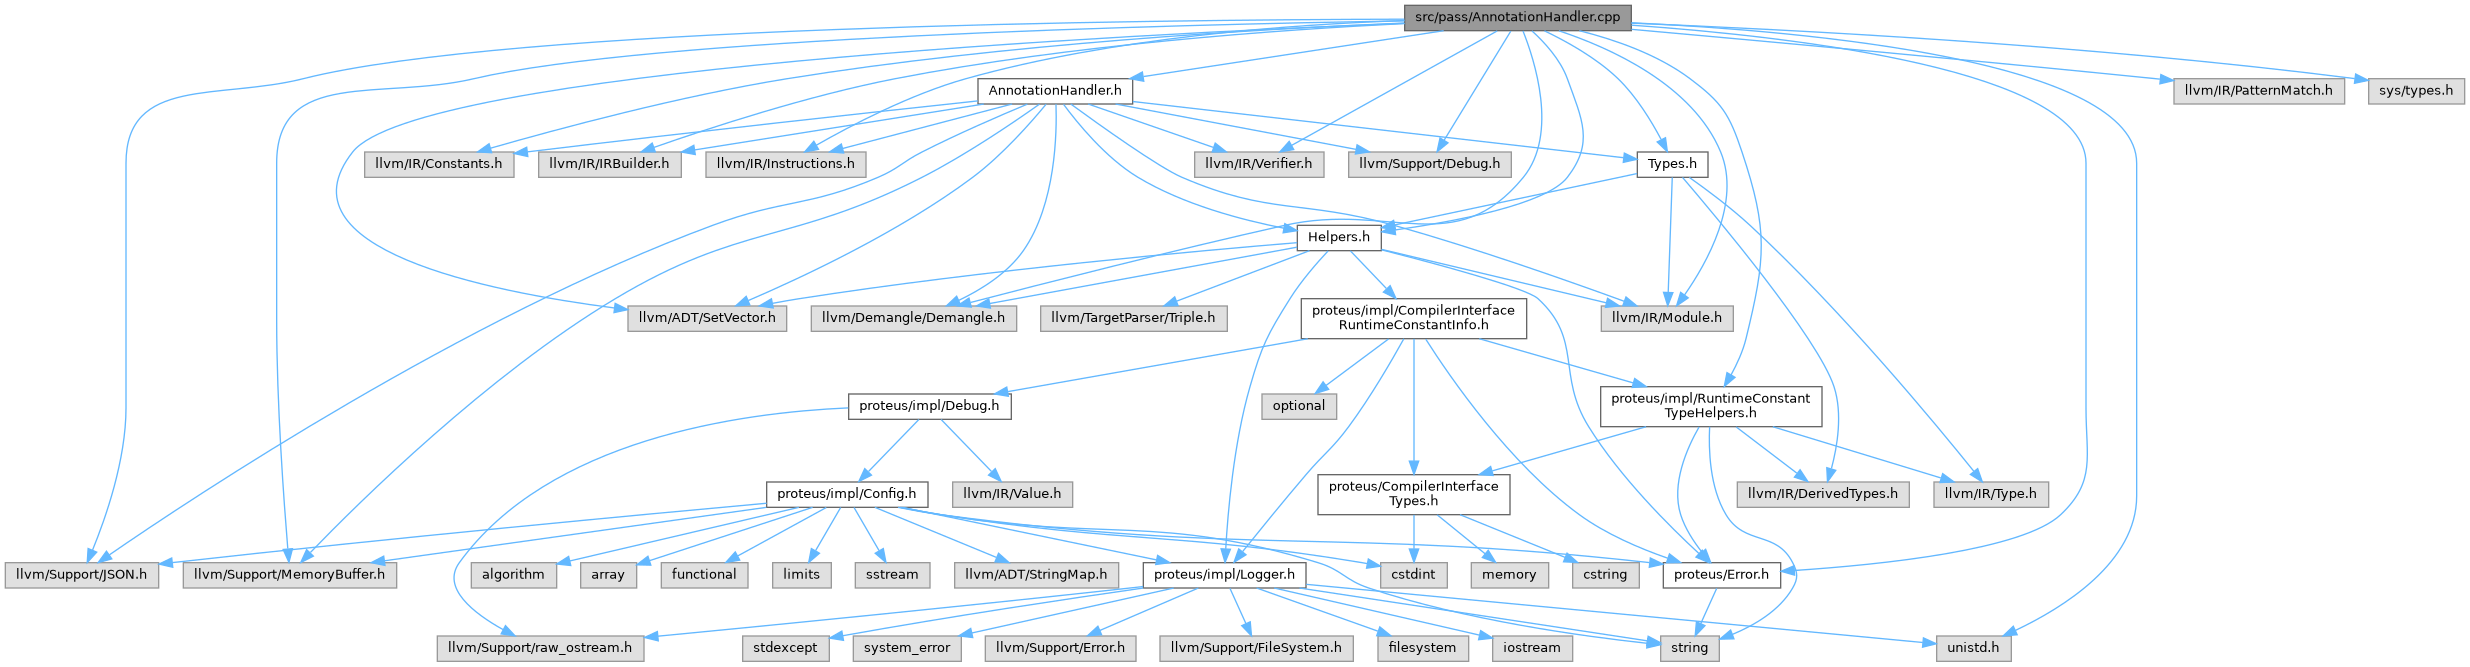 src/pass/AnnotationHandler.cpp
AnnotationHandler.h
llvm/IR/PatternMatch.h
sys/types.h
llvm/IR/Constants.h
llvm/IR/IRBuilder.h
llvm/IR/Instructions.h
llvm/IR/Verifier.h
llvm/Support/Debug.h
Types.h
Helpers.h
llvm/ADT/SetVector.h
llvm/Demangle/Demangle.h
llvm/TargetParser/Triple.h
proteus/impl/CompilerInterface
RuntimeConstantInfo.h
llvm/IR/Module.h
proteus/impl/Debug.h
optional
proteus/impl/RuntimeConstant
TypeHelpers.h
proteus/impl/Config.h
llvm/IR/Value.h
proteus/CompilerInterface
Types.h
llvm/IR/DerivedTypes.h
llvm/IR/Type.h
llvm/Support/JSON.h
llvm/Support/MemoryBuffer.h
algorithm
array
functional
limits
sstream
llvm/ADT/StringMap.h
proteus/impl/Logger.h
cstdint
memory
cstring
proteus/Error.h
llvm/Support/raw_ostream.h
stdexcept
system_error
llvm/Support/Error.h
llvm/Support/FileSystem.h
filesystem
iostream
string
unistd.h